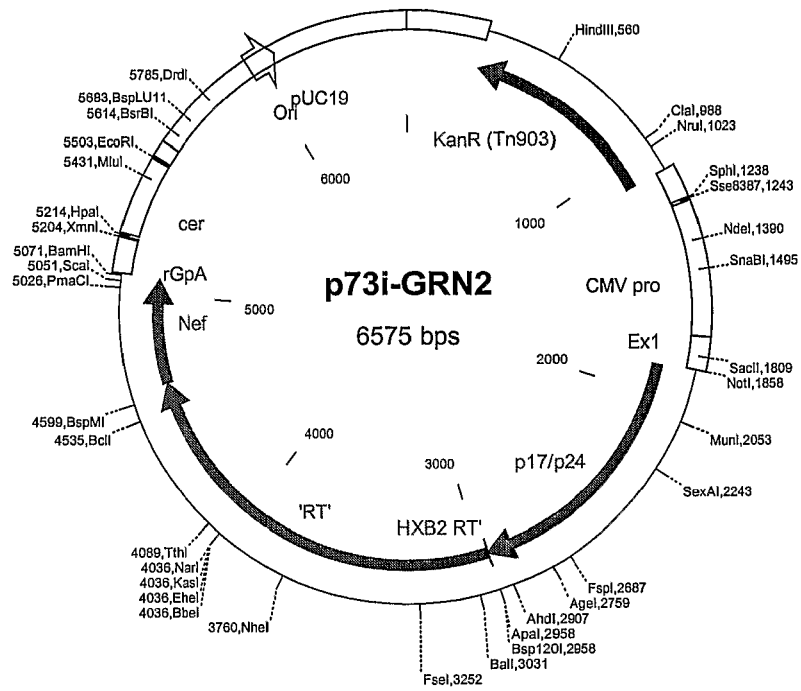 HindIII,560
ClaI,988
NruI,1023
SphI,1238
Sse8387,1243
NdeI,1390
SnaBI,1495
SacII,1809
NotI,1858
MunI,2053
SexAI,2243
FspI,2687
AgeI,2759
AhdI,2907
ApaI,2958
Bsp120I,2958
BalI,3031
FseI,3252
3760,NheI
4036,BbeI
4036,EheI
4036,KasI
4036,NarI
4089,TthI
4535,BclI
4599,BspMI
5026,PmaCI
5051,ScaI
5071,BamHI
5204,XmnI
5214,HpaI
5431,MluI
5503,EcoRI
5614,BsrBI
5683,BspLU11
5785,DrdI
pUC19
Ori
KanR (Tn903)
6000
1000
cer
rGpA
Nef
5000
p73i-GRN2
6575 bps
CMV pro
Ex1
2000
4000
3000
p17/p24
'RT'
HXB2 RT'